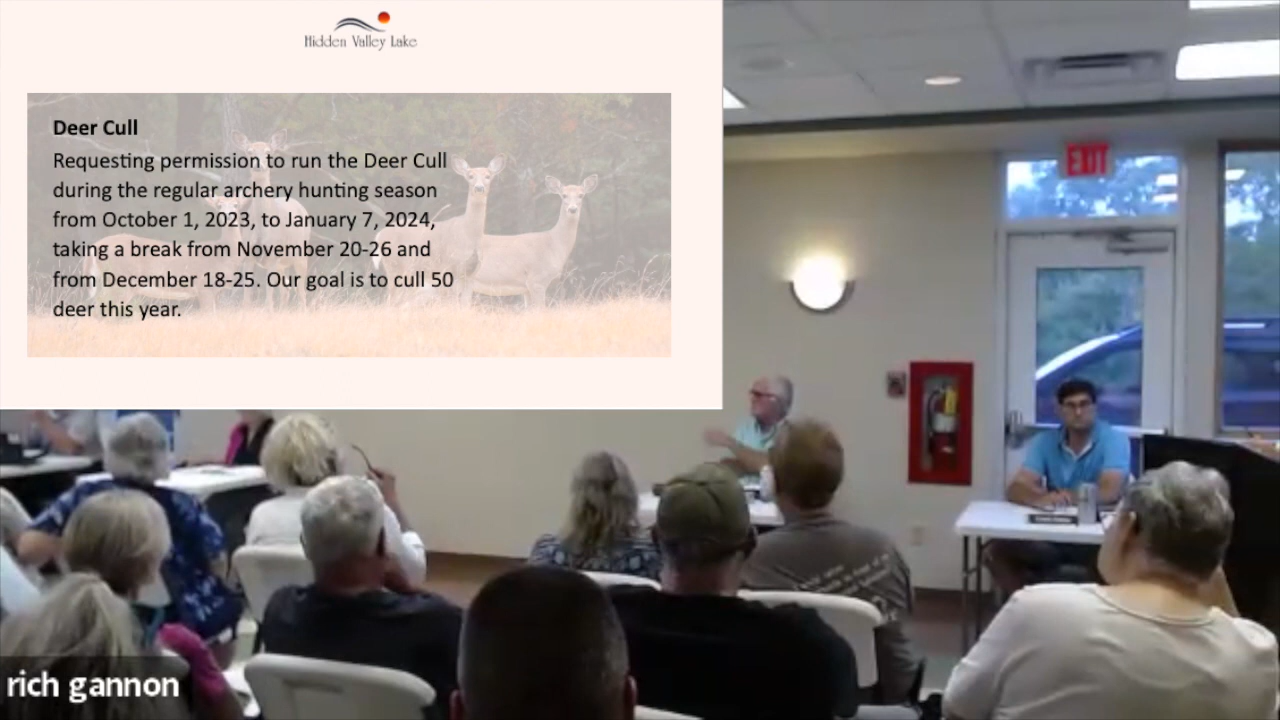 Hidden Valley Lake
Deer Cull
Requesting permission to run the Deer Cull
during the regular archery hunting season
from October 1, 2023, to January 7, 2024,
taking a break from November 20-26 and
from December 18-25. Our goal is to cull 50
deer this year.
EXIT
rich gannon